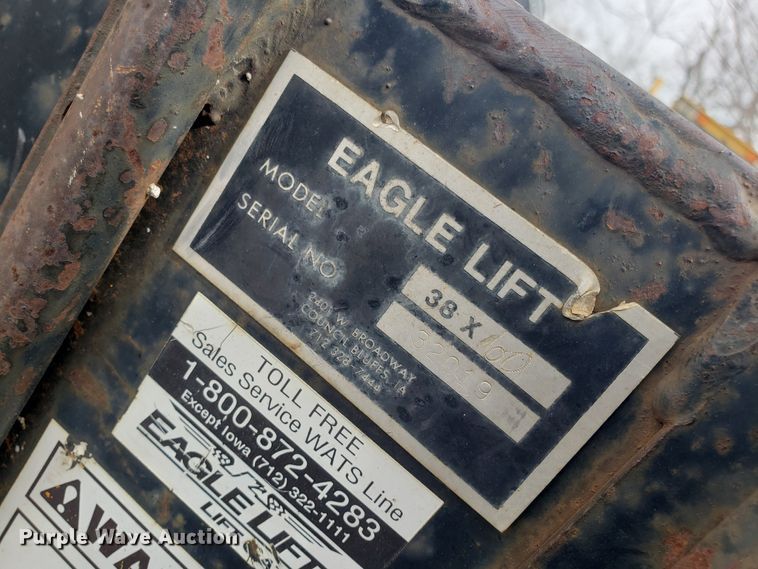 EAGLE LIFT
MODEL 38 X 60
SERIAL NO.
2401 W. BROADWAY
COUNCIL BLUFFS, IA
TOLL FREE
Sales Service WATS Line
1-800-872-4283
Except Iowa (712) 322-1111
EAGLE LIFT
Purple Wave Auction